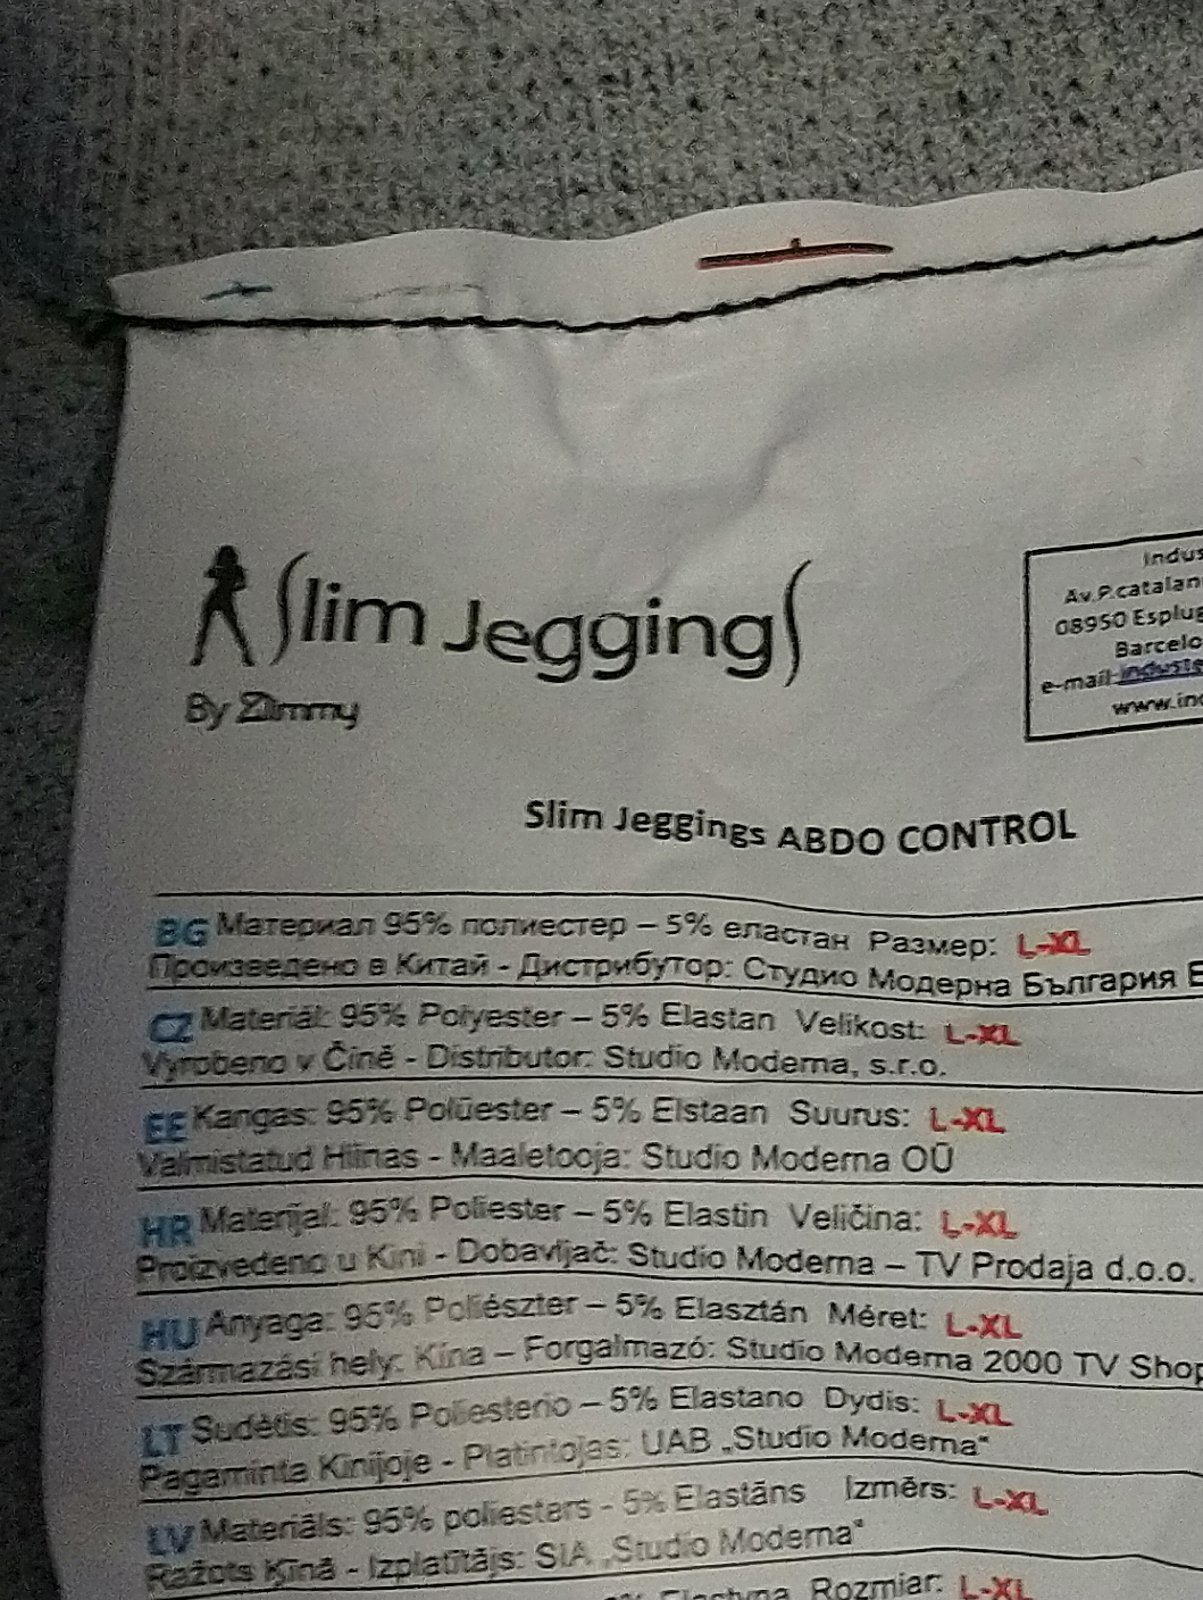 Slim Jeggings
By Zlimmy
Indus
Av.P.catalan
08950 Esplug
Barcelo
e-mail:induste
www.ind
Slim Jeggings ABDO CONTROL
BG Материал 95% полиестер – 5% еластан Размер: L-XL
Произведено в Китай - Дистрибутор: Студио Модерна България Е
CZ Materiál: 95% Polyester – 5% Elastan Velikost: L-XL
Vyrobeno v Číně - Distributor: Studio Moderna, s.r.o.
EE Kangas: 95% Polüester – 5% Elstaan Suurus: L-XL
Valmistatud Hiinas - Maaletooja: Studio Moderna OÜ
HR Materijal: 95% Poliester – 5% Elastin Veličina: L-XL
Proizvedeno u Kini - Dobavljač: Studio Moderna – TV Prodaja d.o.o.
HU Anyaga: 95% Poliészter – 5% Elasztán Méret: L-XL
Származási hely: Kína – Forgalmazó: Studio Moderna 2000 TV Shop
LT Sudėtis: 95% Poliesterio – 5% Elastano Dydis: L-XL
Pagaminta Kinijoje - Platintojas: UAB „Studio Moderna“
LV Materiāls: 95% poliesters - 5% Elastāns Izmērs: L-XL
Ražots Ķīnā - Izplatītājs: SIA „Studio Moderna“
Elastyna Rozmiar: L-XL